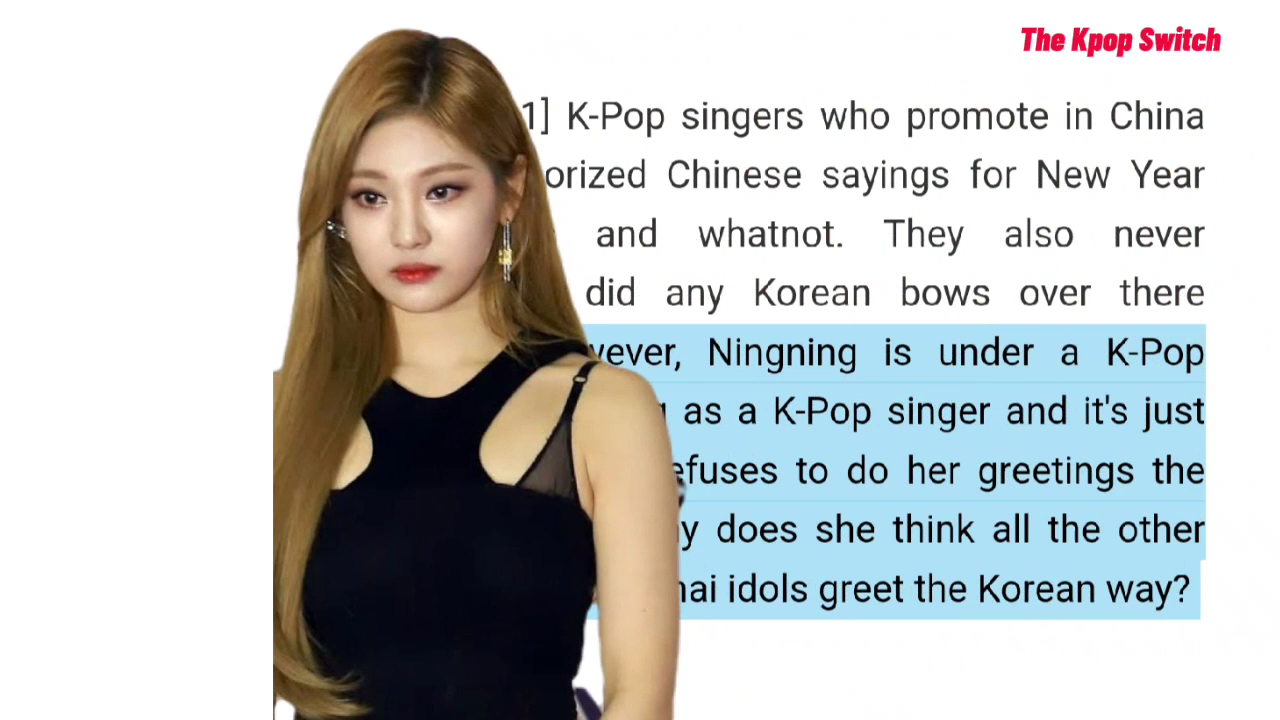 The Kpop Switch
1] K-Pop singers who promote in China
orized Chinese sayings for New Year
and whatnot. They also never
did any Korean bows over there
wever, Ningning is under a K-Pop
as a K-Pop singer and it's just
efuses to do her greetings the
y does she think all the other
hai idols greet the Korean way?